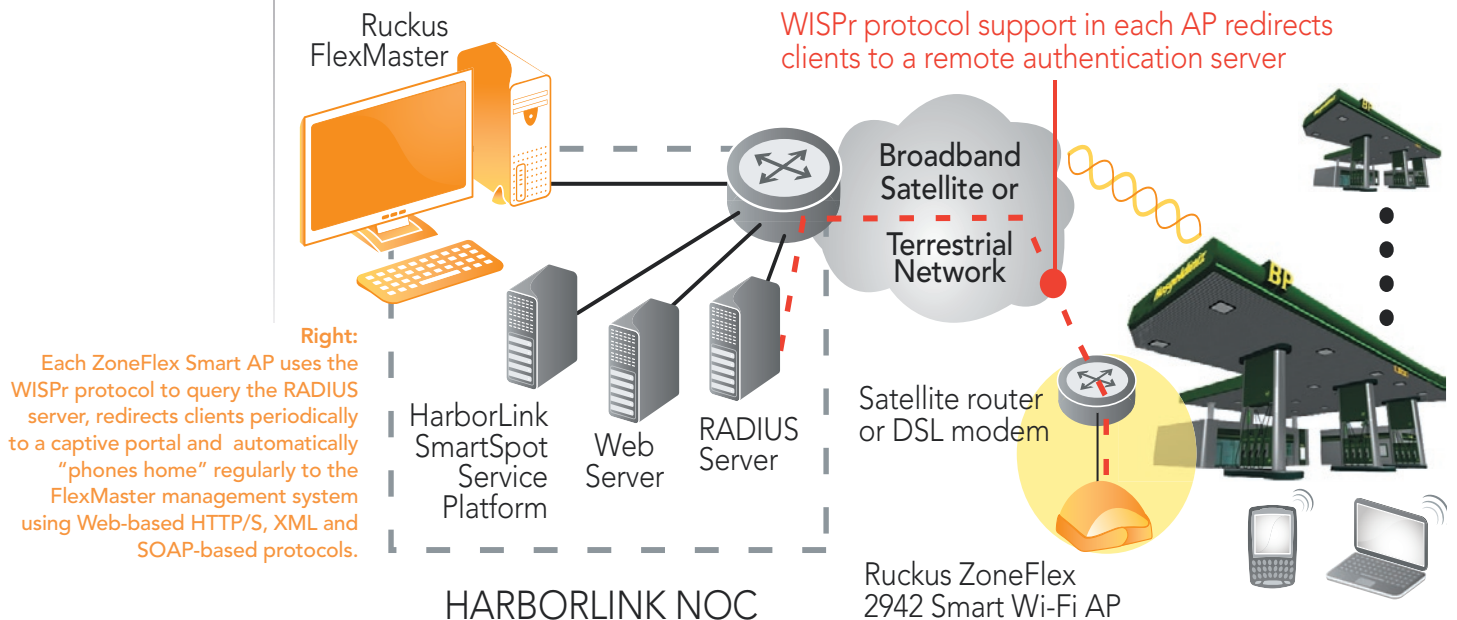 Ruckus
FlexMaster
WISPr protocol support in each AP redirects
clients to a remote authentication server
BP
Broadband
Satellite or
Terrestrial
Network
BP
Right:
Each ZoneFlex Smart AP uses the
WISPr protocol to query the RADIUS
server, redirects clients periodically
to a captive portal and automatically
“phones home” regularly to the
FlexMaster management system
using Web-based HTTP/S, XML and
SOAP-based protocols.
HarborLink
SmartSpot
Service
Platform
Web
Server
RADIUS
Server
Satellite router
or DSL modem
Ruckus ZoneFlex
2942 Smart Wi-Fi AP
HARBORLINK NOC